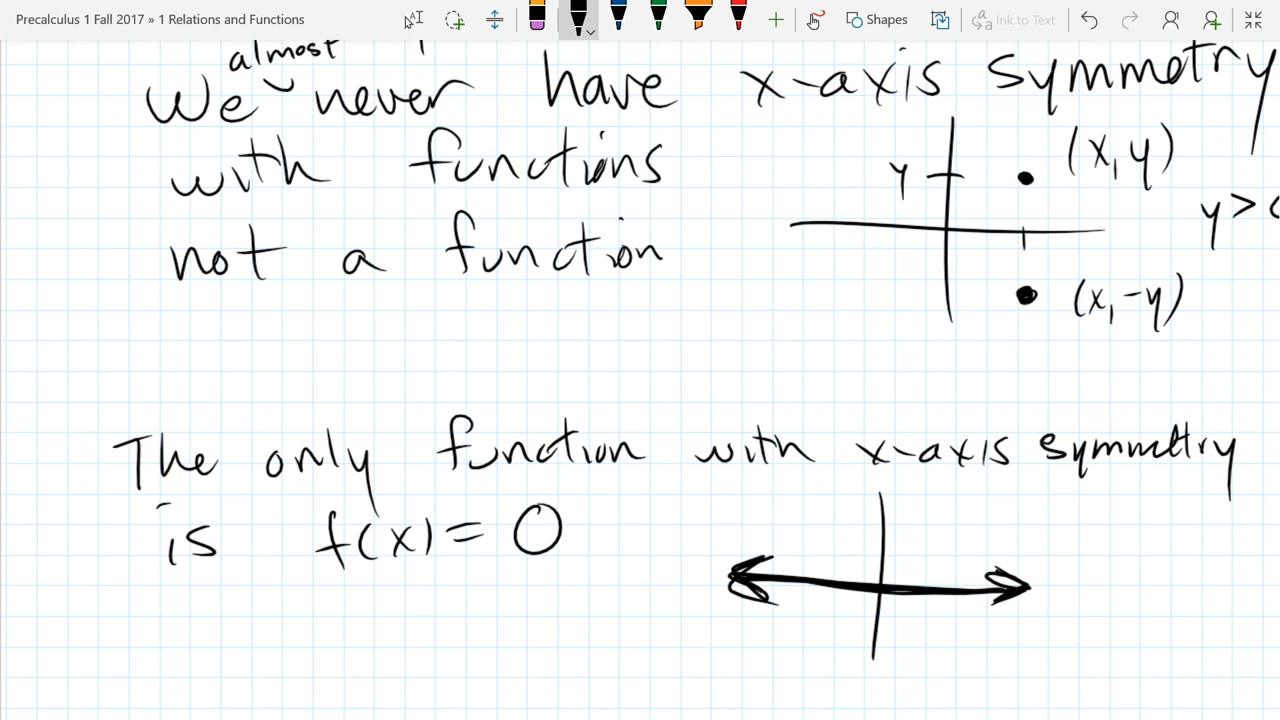 Precalculus 1 Fall 2017 » 1 Relations and Functions
Shapes
Ink to Text
almost
We never have x-axis symmetry
with functions
not a function
y
(x,y)
y>
(x,-y)
The only function with x-axis symmetry
is f(x)=0